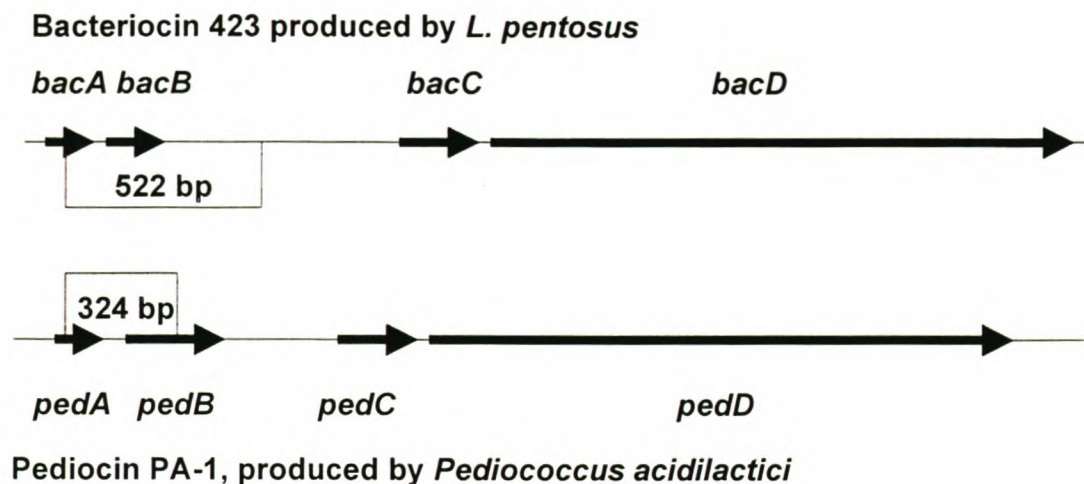 Bacteriocin 423 produced by L. pentosus
bacA bacB bacC bacD
522 bp
324 bp
pedA pedB pedC pedD
Pediocin PA-1, produced by Pediococcus acidilactici